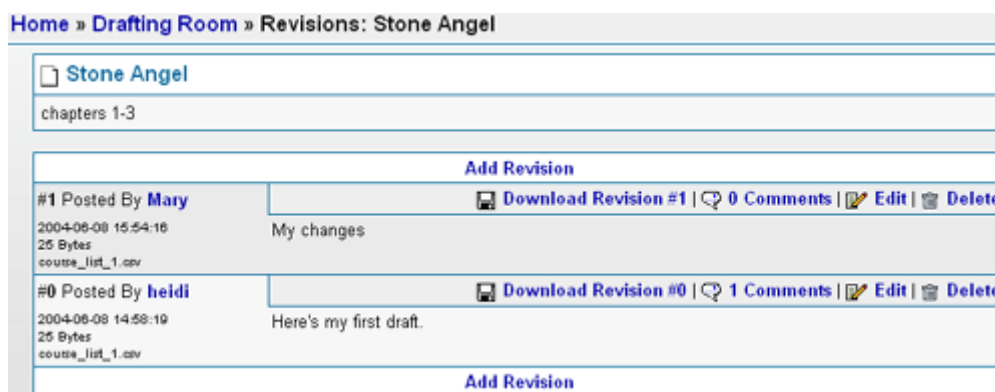 Home » Drafting Room » Revisions: Stone Angel
Stone Angel
chapters 1-3
Add Revision
#1 Posted By Mary
Download Revision #1 | 0 Comments | Edit | Delete
2004-06-08 15:54:16
25 Bytes
course_list_1.csv
My changes
#0 Posted By heidi
Download Revision #0 | 1 Comments | Edit | Delete
2004-06-08 14:58:19
25 Bytes
course_list_1.csv
Here's my first draft.
Add Revision